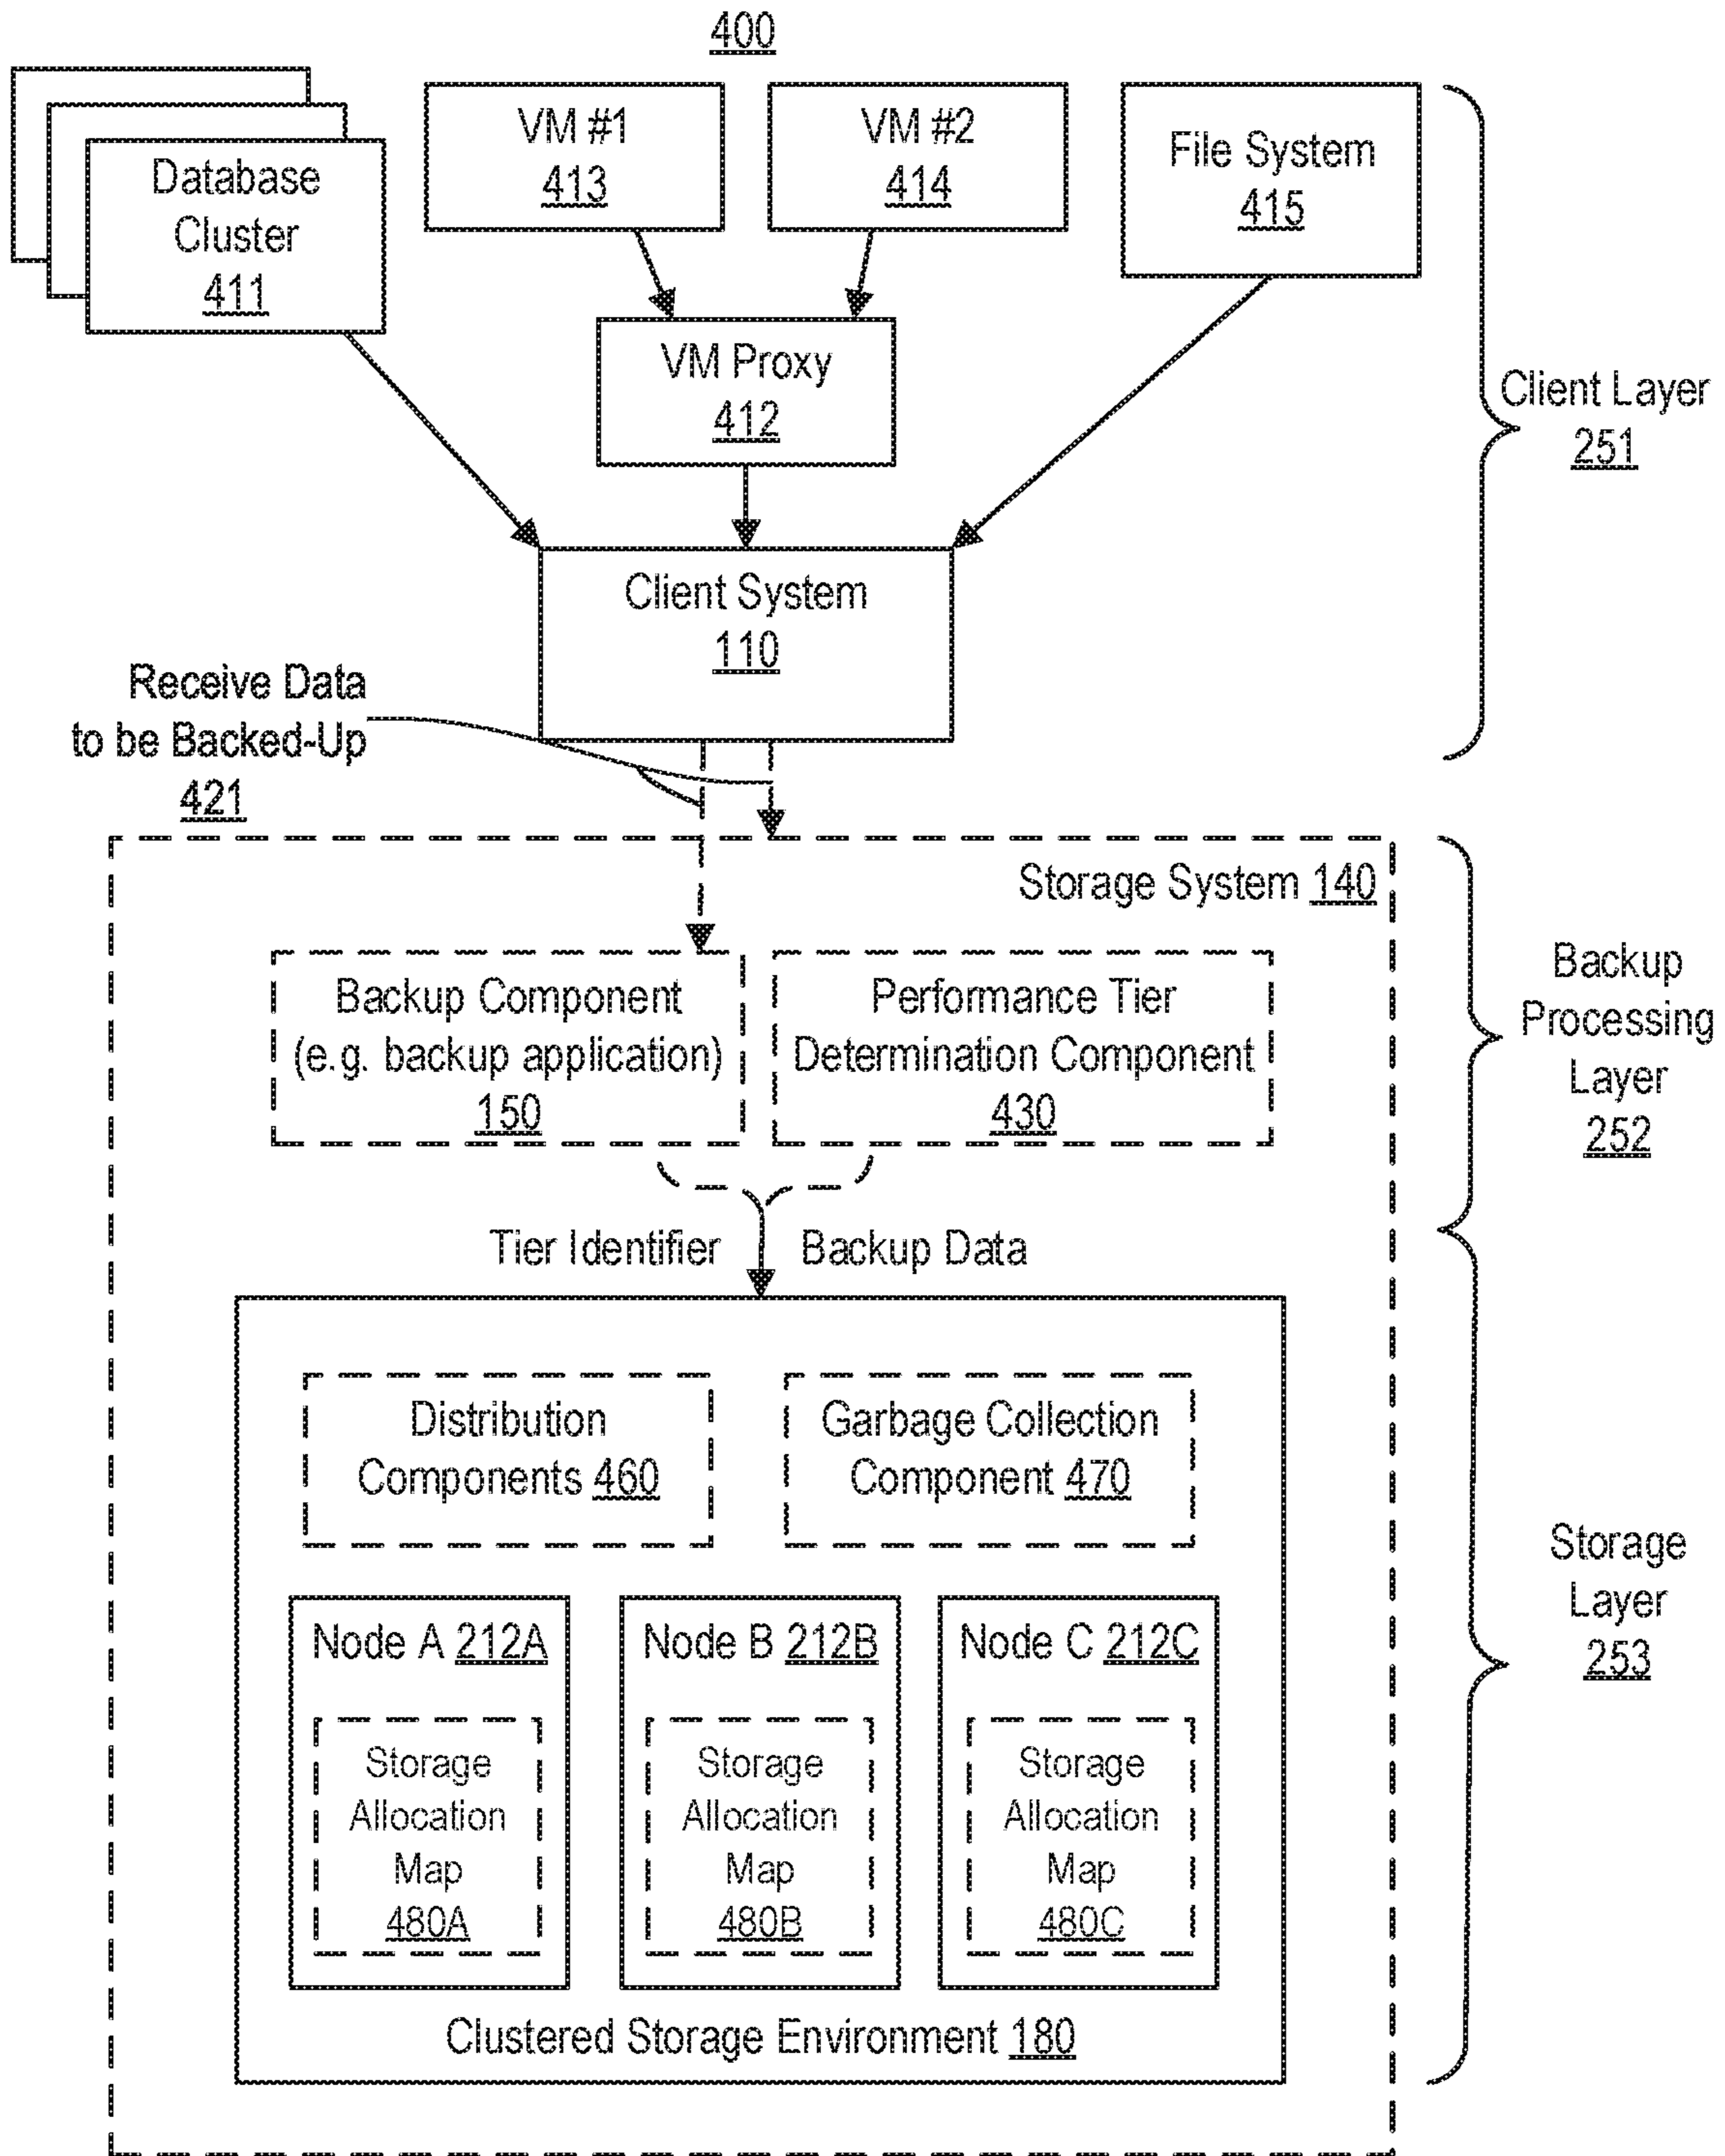 400
Database
Cluster
411
VM #1
413
VM #2
414
File System
415
VM Proxy
412
Client Layer
251
Client System
110
Receive Data
to be Backed-Up
421
Storage System 140
Backup Component
(e.g. backup application)
150
Performance Tier
Determination Component
430
Backup
Processing
Layer
252
Tier Identifier
Backup Data
Distribution
Components 460
Garbage Collection
Component 470
Storage
Layer
253
Node A 212A
Storage
Allocation
Map
480A
Node B 212B
Storage
Allocation
Map
480B
Node C 212C
Storage
Allocation
Map
480C
Clustered Storage Environment 180